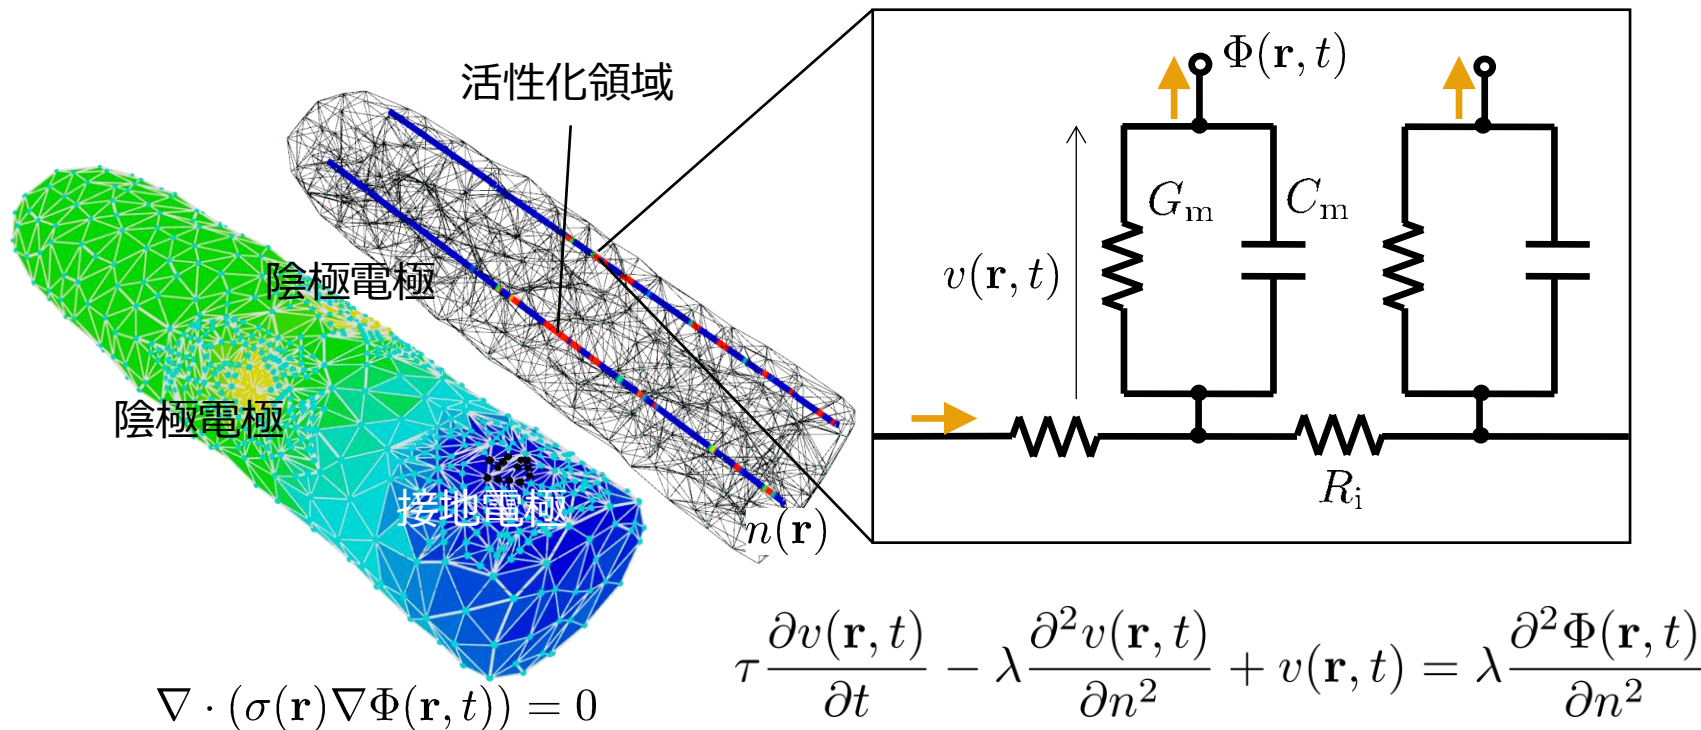 活性化領域
陰極電極
陰極電極
接地電極
n(𝐫)
Φ(𝐫, t)
G_m
C_m
v(𝐫, t)
R_i
∇ · (σ(𝐫)∇Φ(𝐫, t)) = 0
τ ∂v(𝐫, t)/∂t − λ ∂²v(𝐫, t)/∂n² + v(𝐫, t) = λ ∂²Φ(𝐫, t)/∂n²